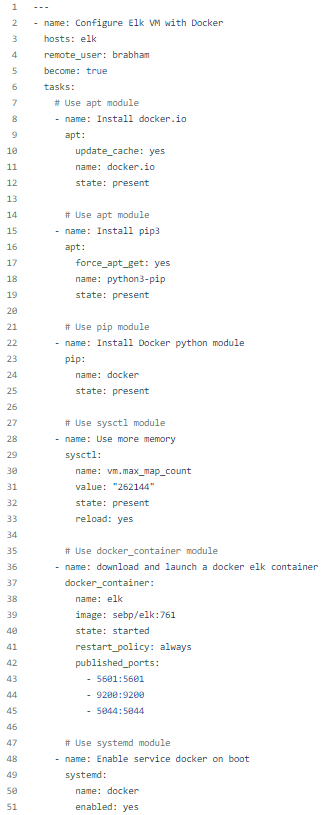 1 ---
2 - name: Configure Elk VM with Docker
3   hosts: elk
4   remote_user: brabham
5   become: true
6   tasks:
7     # Use apt module
8     - name: Install docker.io
9       apt:
10         update_cache: yes
11         name: docker.io
12         state: present
13
14       # Use apt module
15     - name: Install pip3
16       apt:
17         force_apt_get: yes
18         name: python3-pip
19         state: present
20
21       # Use pip module
22     - name: Install Docker python module
23       pip:
24         name: docker
25         state: present
26
27       # Use sysctl module
28     - name: Use more memory
29       sysctl:
30         name: vm.max_map_count
31         value: "262144"
32         state: present
33         reload: yes
34
35       # Use docker_container module
36     - name: download and launch a docker elk container
37       docker_container:
38         name: elk
39         image: sebp/elk:761
40         state: started
41         restart_policy: always
42         published_ports:
43           - 5601:5601
44           - 9200:9200
45           - 5044:5044
46
47       # Use systemd module
48     - name: Enable service docker on boot
49       systemd:
50         name: docker
51         enabled: yes